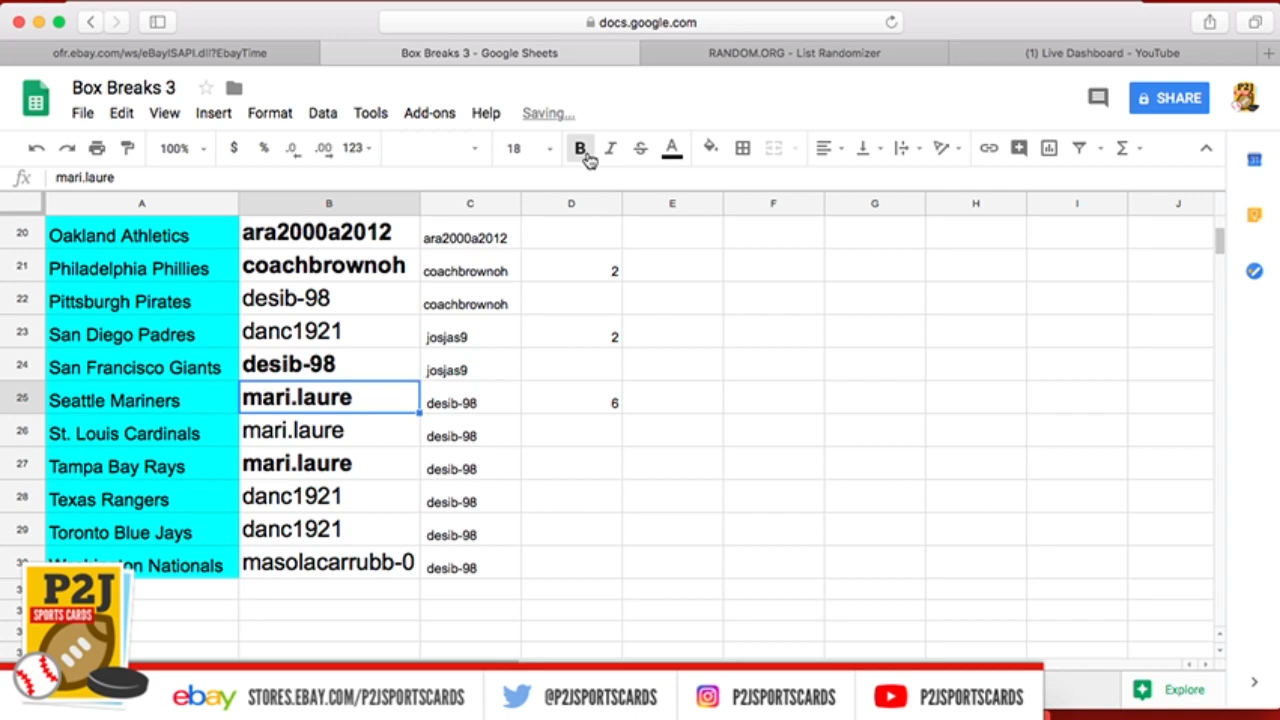 docs.google.com
ofr.ebay.com/ws/eBayISAPI.dll?EbayTime
Box Breaks 3 - Google Sheets
RANDOM.ORG - List Randomizer
(1) Live Dashboard - YouTube
Box Breaks 3
File Edit View Insert Format Data Tools Add-ons Help Saving...
SHARE
100% $ % .0 .00 123 18 B I S A Σ
fx mari.laure
A B C D E F G H I J
20 Oakland Athletics ara2000a2012 ara2000a2012
21 Philadelphia Phillies coachbrownoh coachbrownoh 2
22 Pittsburgh Pirates desib-98 coachbrownoh
23 San Diego Padres danc1921 josjas9 2
24 San Francisco Giants desib-98 josjas9
25 Seattle Mariners mari.laure desib-98 6
26 St. Louis Cardinals mari.laure desib-98
27 Tampa Bay Rays mari.laure desib-98
28 Texas Rangers danc1921 desib-98
29 Toronto Blue Jays danc1921 desib-98
Nationals masolacarrubb-0 desib-98
P2J
SPORTS CARDS
ebay STORES.EBAY.COM/P2JSPORTSCARDS
@P2JSPORTSCARDS
P2JSPORTSCARDS
P2JSPORTSCARDS
Explore